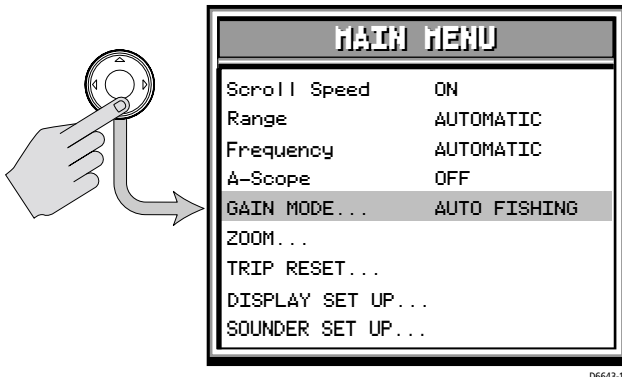 MAIN MENU
Scroll Speed ON
Range AUTOMATIC
Frequency AUTOMATIC
A-Scope OFF
GAIN MODE... AUTO FISHING
ZOOM...
TRIP RESET...
DISPLAY SET UP...
SOUNDER SET UP...
D6643-1